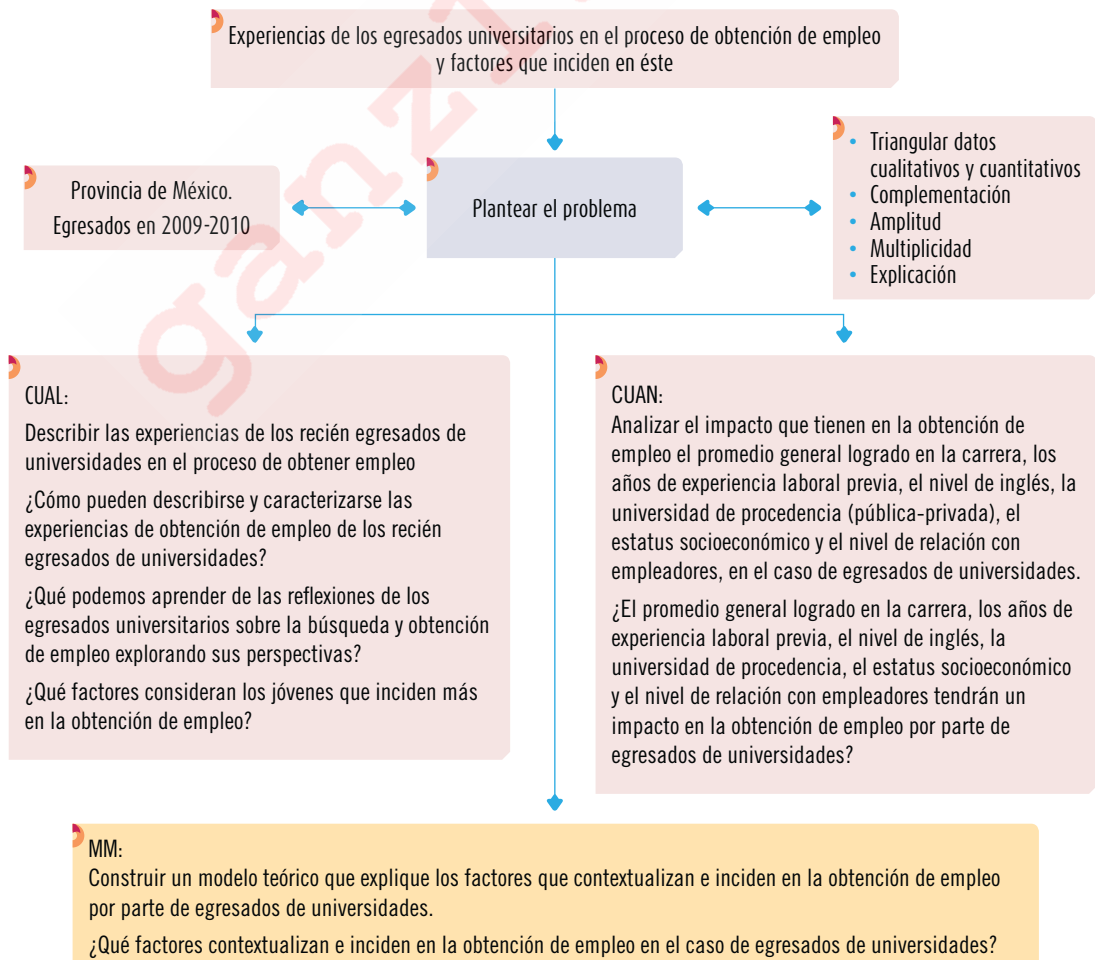 Experiencias de los egresados universitarios en el proceso de obtención de empleo
y factores que inciden en éste
Provincia de México.
Egresados en 2009-2010
Plantear el problema
• Triangular datos
cualitativos y cuantitativos
• Complementación
• Amplitud
• Multiplicidad
• Explicación
CUAL:
Describir las experiencias de los recién egresados de
universidades en el proceso de obtener empleo
¿Cómo pueden describirse y caracterizarse las
experiencias de obtención de empleo de los recién
egresados de universidades?
¿Qué podemos aprender de las reflexiones de los
egresados universitarios sobre la búsqueda y obtención
de empleo explorando sus perspectivas?
¿Qué factores consideran los jóvenes que inciden más
en la obtención de empleo?
CUAN:
Analizar el impacto que tienen en la obtención de
empleo el promedio general logrado en la carrera, los
años de experiencia laboral previa, el nivel de inglés, la
universidad de procedencia (pública-privada), el
estatus socioeconómico y el nivel de relación con
empleadores, en el caso de egresados de universidades.
¿El promedio general logrado en la carrera, los años de
experiencia laboral previa, el nivel de inglés, la
universidad de procedencia, el estatus socioeconómico
y el nivel de relación con empleadores tendrán un
impacto en la obtención de empleo por parte de
egresados de universidades?
MM:
Construir un modelo teórico que explique los factores que contextualizan e inciden en la obtención de empleo
por parte de egresados de universidades.
¿Qué factores contextualizan e inciden en la obtención de empleo en el caso de egresados de universidades?